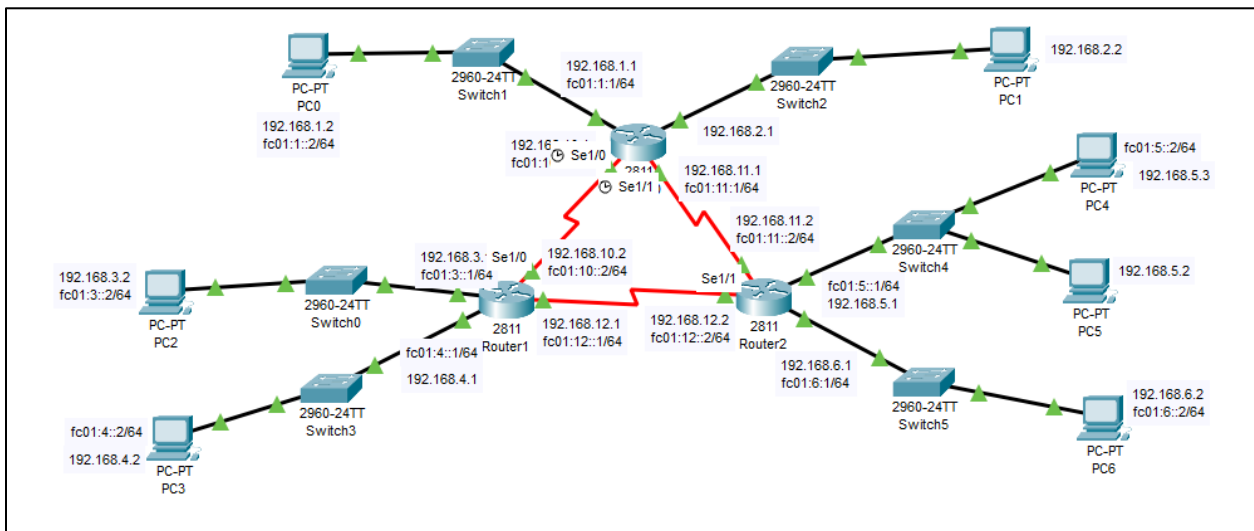 PC-PT
PC0
192.168.1.2
fc01:1::2/64
2960-24TT
Switch1
192.168.1.1
fc01:1:1/64
2960-24TT
Switch2
192.168.2.2
PC-PT
PC1
192.168.2.1
Se1/0
2811
Se1/1
192.168.11.1
fc01:11:1/64
fc01:5::2/64
192.168.5.3
PC-PT
PC4
192.168.11.2
fc01:11::2/64
2960-24TT
Switch4
192.168.5.2
PC-PT
PC5
192.168.3.2
fc01:3::2/64
PC-PT
PC2
2960-24TT
Switch0
Se1/0
fc01:3::1/64
192.168.10.2
fc01:10::2/64
2811
Router1
192.168.12.1
fc01:12::1/64
Se1/1
192.168.12.2
fc01:12::2/64
2811
Router2
fc01:5::1/64
192.168.5.1
fc01:4::1/64
192.168.4.1
192.168.6.1
fc01:6:1/64
2960-24TT
Switch3
2960-24TT
Switch5
192.168.6.2
fc01:6::2/64
PC-PT
PC6
fc01:4::2/64
192.168.4.2
PC-PT
PC3